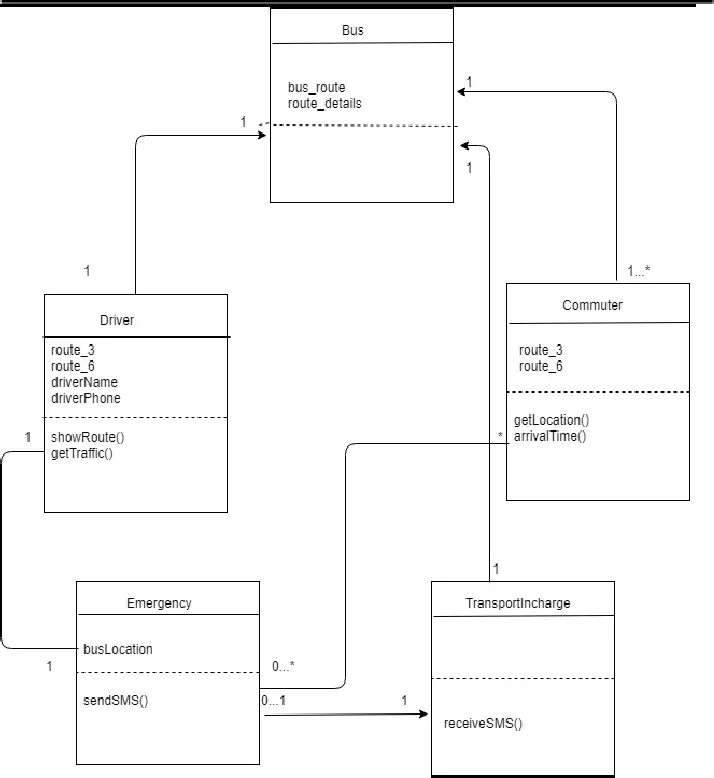 Bus
1
bus_route
route_details
1
1
1
1...*
Driver
Commuter
route_3
route_6
driverName
driverPhone
route_3
route_6
showRoute()
getTraffic()
getLocation()
arrivalTime()
1
*
1
Emergency
TransportIncharge
busLocation
1
0...*
sendSMS()
0...1
1
receiveSMS()